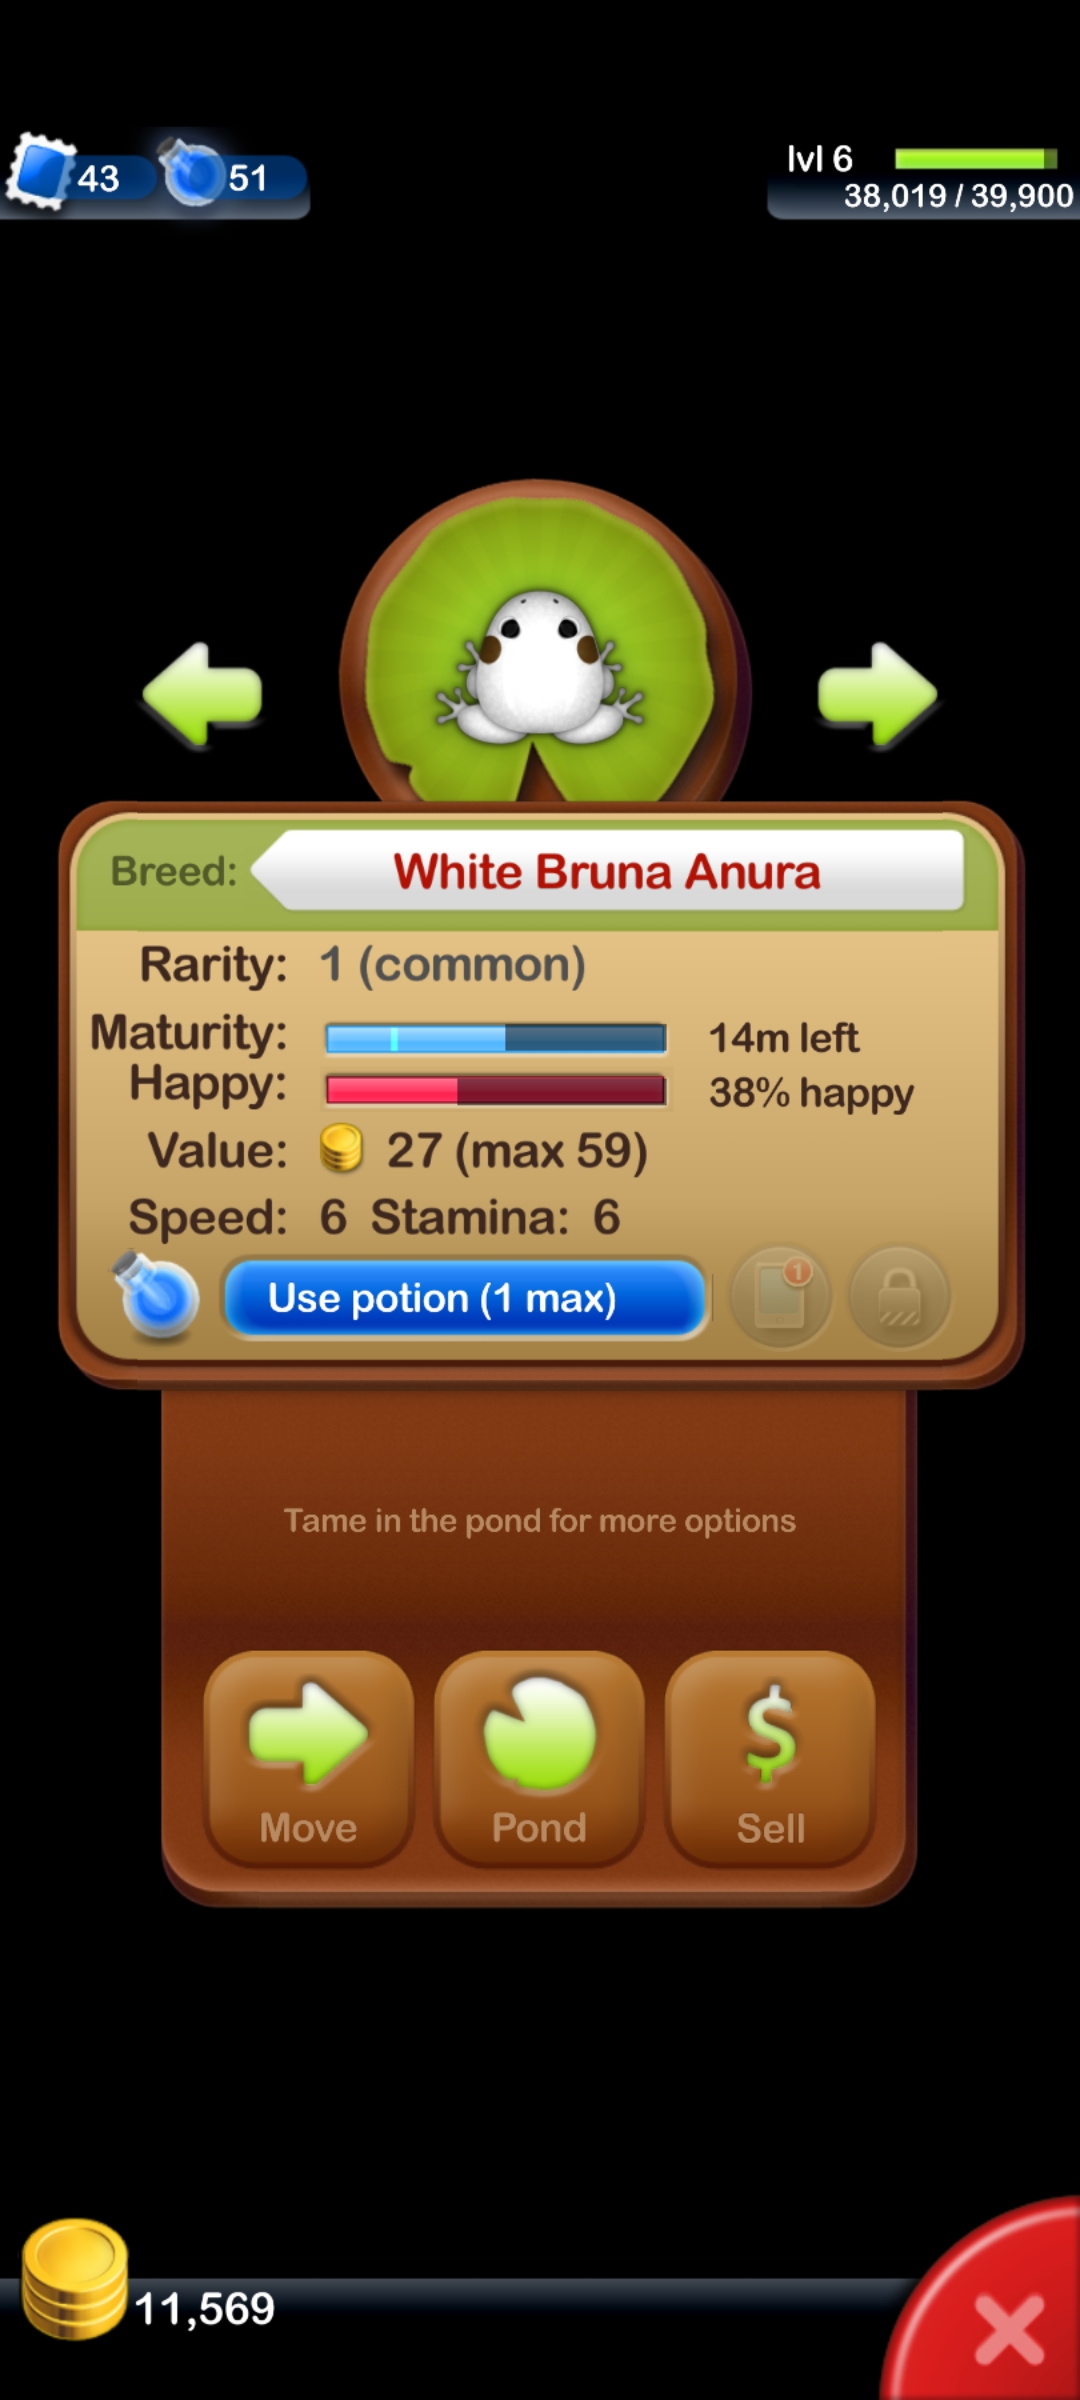 43
51
lvl 6
38,019 / 39,900
Breed: White Bruna Anura
Rarity: 1 (common)
Maturity: 14m left
Happy: 38% happy
Value: 27 (max 59)
Speed: 6 Stamina: 6
Use potion (1 max)
1
Tame in the pond for more options
Move
Pond
$
Sell
11,569